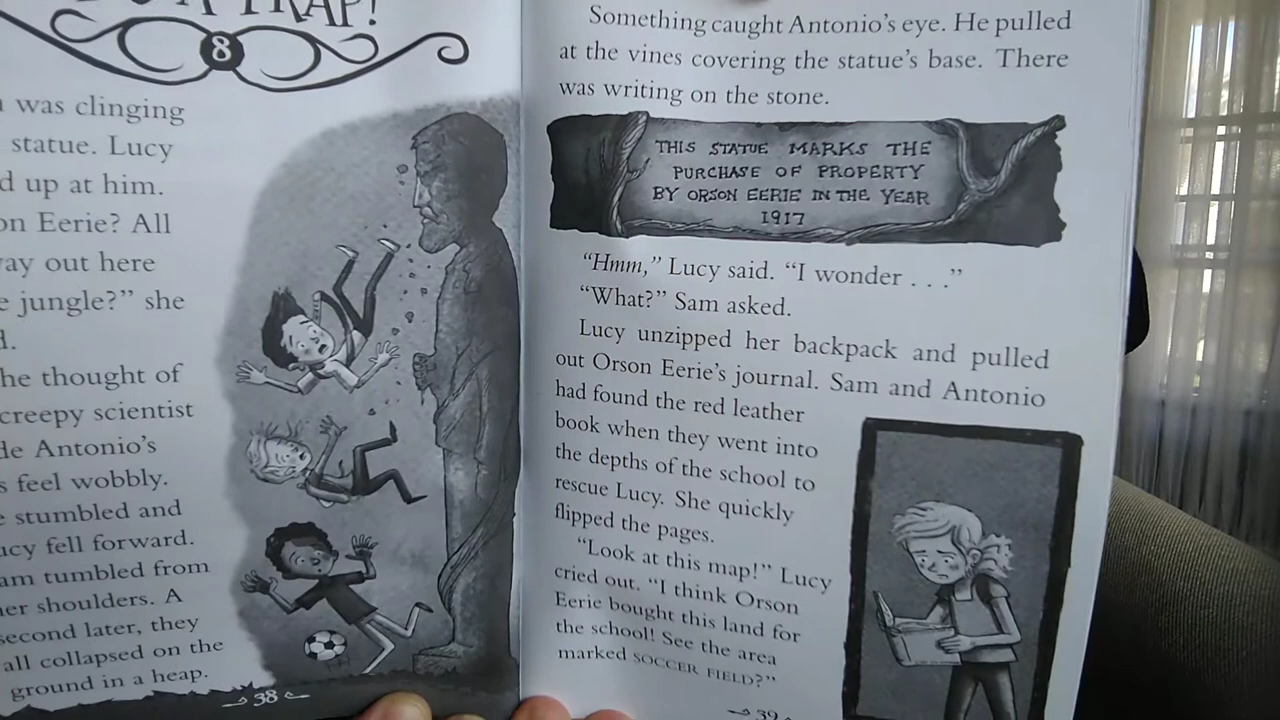 TRAP!
8
was clinging
statue. Lucy
up at him.
Eerie? All
out here
jungle?" she
thought of
creepy scientist
Antonio's
feel wobbly.
stumbled and
fell forward.
tumbled from
shoulders. A
second later, they
all collapsed on the
ground in a heap.
38
Something caught Antonio's eye. He pulled
at the vines covering the statue's base. There
was writing on the stone.
THIS STATUE MARKS THE
PURCHASE OF PROPERTY
BY ORSON EERIE IN THE YEAR
1917
"Hmm," Lucy said. "I wonder . . ."
"What?" Sam asked.
Lucy unzipped her backpack and pulled
out Orson Eerie's journal. Sam and Antonio
had found the red leather
book when they went into
the depths of the school to
rescue Lucy. She quickly
flipped the pages.
"Look at this map!" Lucy
cried out. "I think Orson
Eerie bought this land for
the school! See the area
marked SOCCER FIELD?"
39